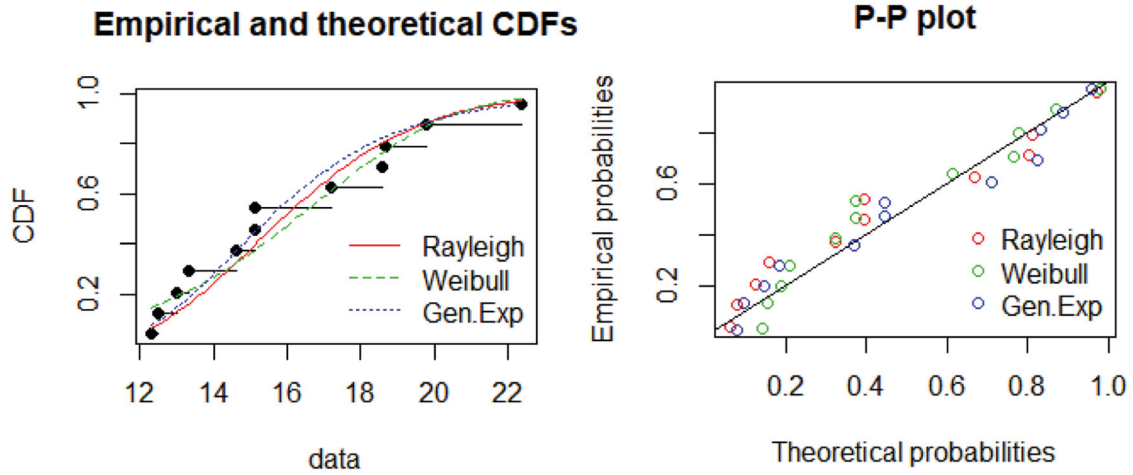 Empirical and theoretical CDFs
CDF
0.2
0.6
1.0
Rayleigh
Weibull
Gen.Exp
12
14
16
18
20
22
data
P-P plot
Empirical probabilities
0.2
0.6
Rayleigh
Weibull
Gen.Exp
0.2
0.4
0.6
0.8
1.0
Theoretical probabilities